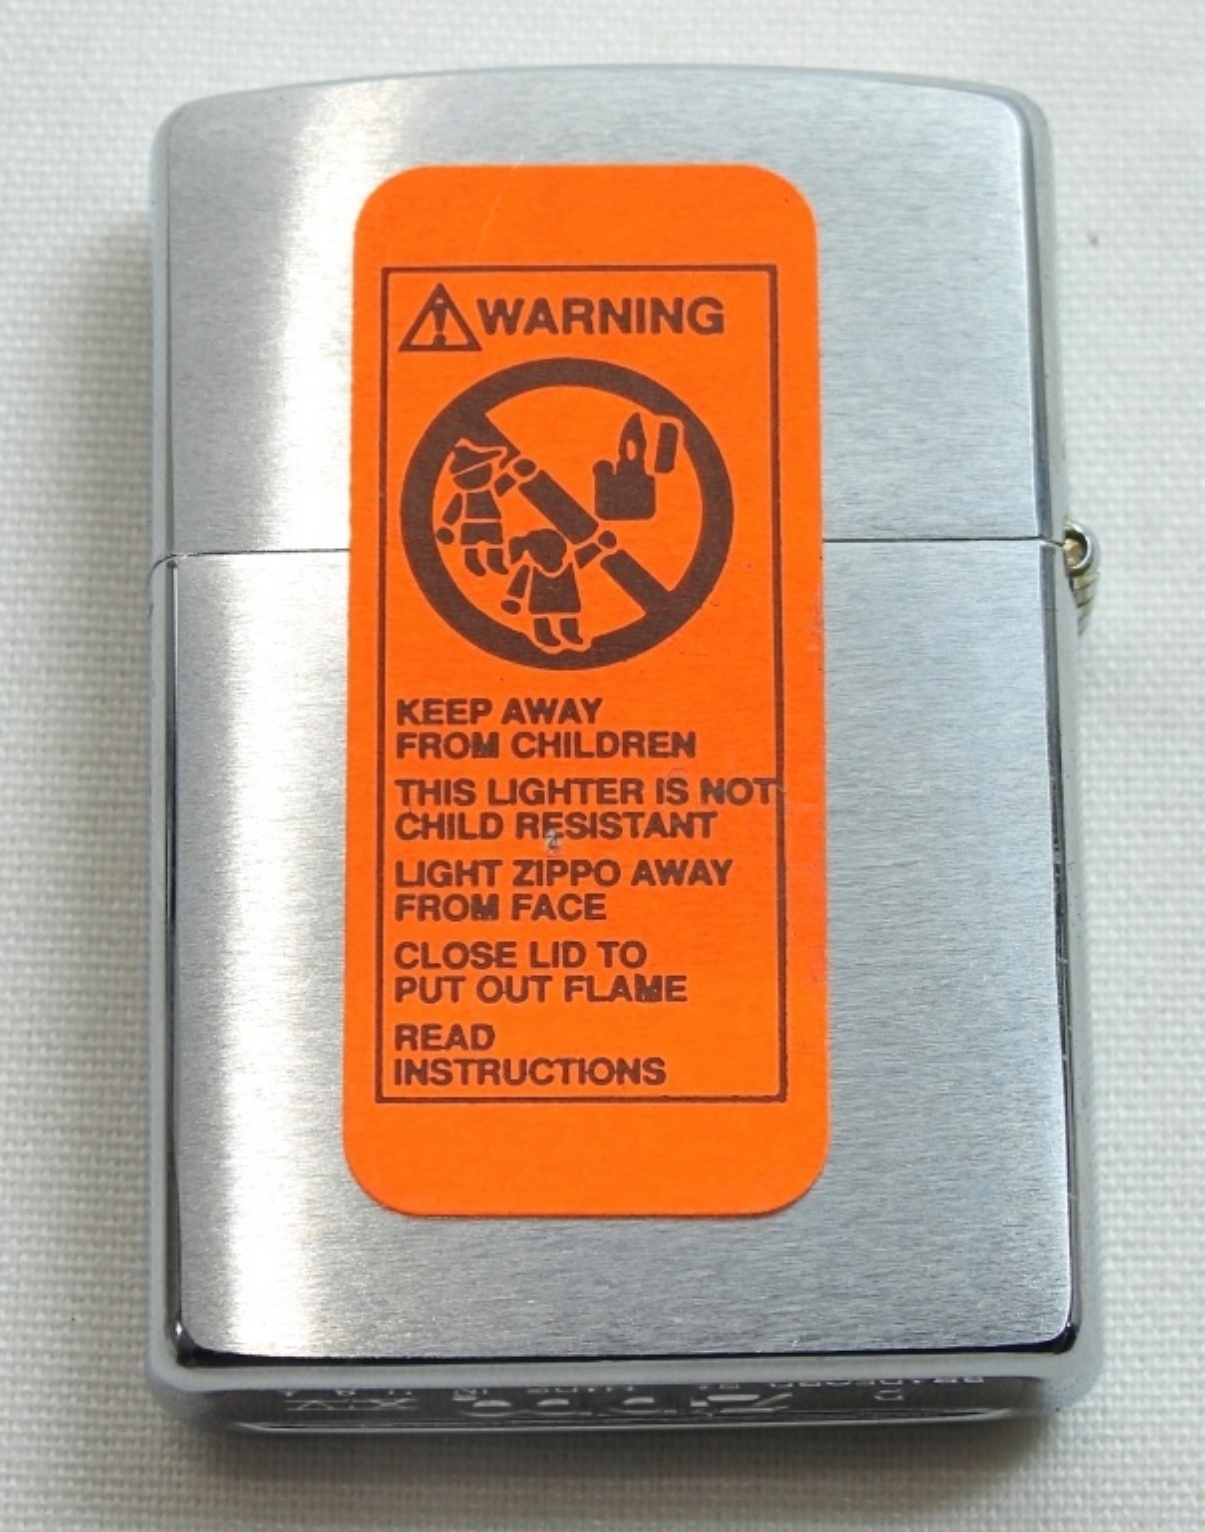 WARNING
KEEP AWAY
FROM CHILDREN
THIS LIGHTER IS NOT
CHILD RESISTANT
LIGHT ZIPPO AWAY
FROM FACE
CLOSE LID TO
PUT OUT FLAME
READ
INSTRUCTIONS